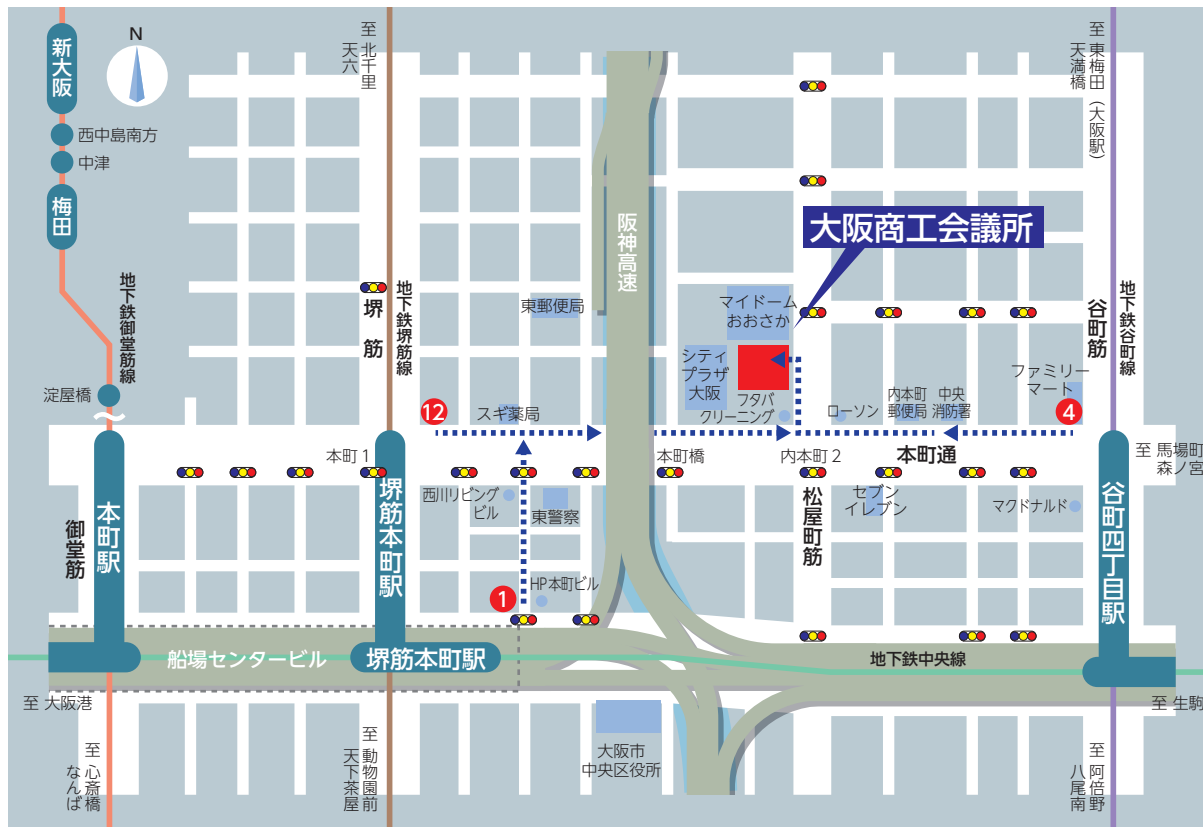 N
新大阪
西中島南方
中津
梅田
地下鉄御堂筋線
淀屋橋
本町駅
御堂筋
至 大阪港
至 心斎橋
なんば
至 北千里
天六
堺筋
地下鉄堺筋線
本町1
堺筋本町駅
堺筋本町駅
船場センタービル
至 動物園前
天下茶屋
12
スギ薬局
東郵便局
西川リビング
ビル
東警察
1
HP本町ビル
阪神高速
大阪市
中央区役所
大阪商工会議所
マイドーム
おおさか
シティ
プラザ
大阪
フタバ
クリーニング
ローソン
内本町
郵便局
中央
消防署
ファミリー
マート
4
本町橋
内本町2
本町通
松屋町筋
セブン
イレブン
マクドナルド
至 東梅田(大阪駅)
天満橋
谷町筋
地下鉄谷町線
至 馬場町
森ノ宮
谷町四丁目駅
地下鉄中央線
至 生駒
至 阿倍野
八尾南